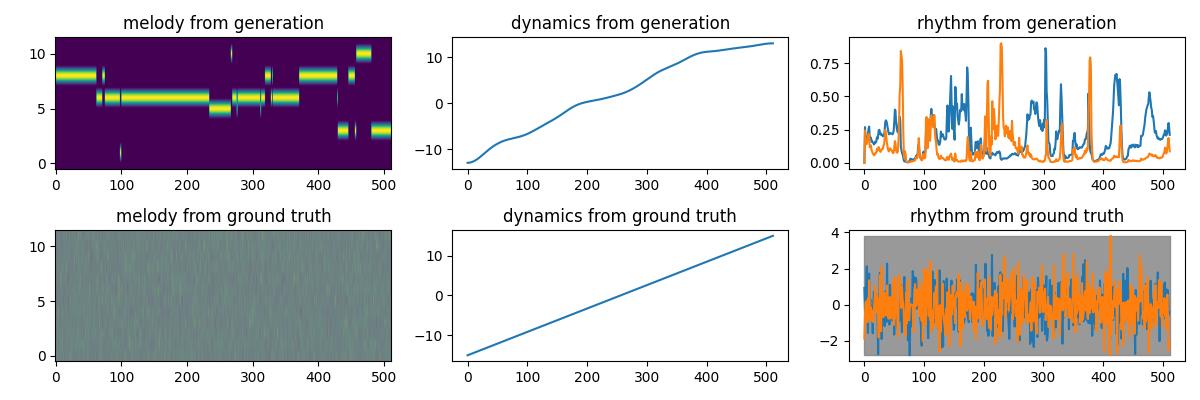 melody from generation
dynamics from generation
rhythm from generation
10
5
0
0 100 200 300 400 500
10
0
−10
0 100 200 300 400 500
0.75
0.50
0.25
0.00
0 100 200 300 400 500
melody from ground truth
dynamics from ground truth
rhythm from ground truth
10
5
0
0 100 200 300 400 500
10
0
−10
0 100 200 300 400 500
4
2
0
−2
0 100 200 300 400 500